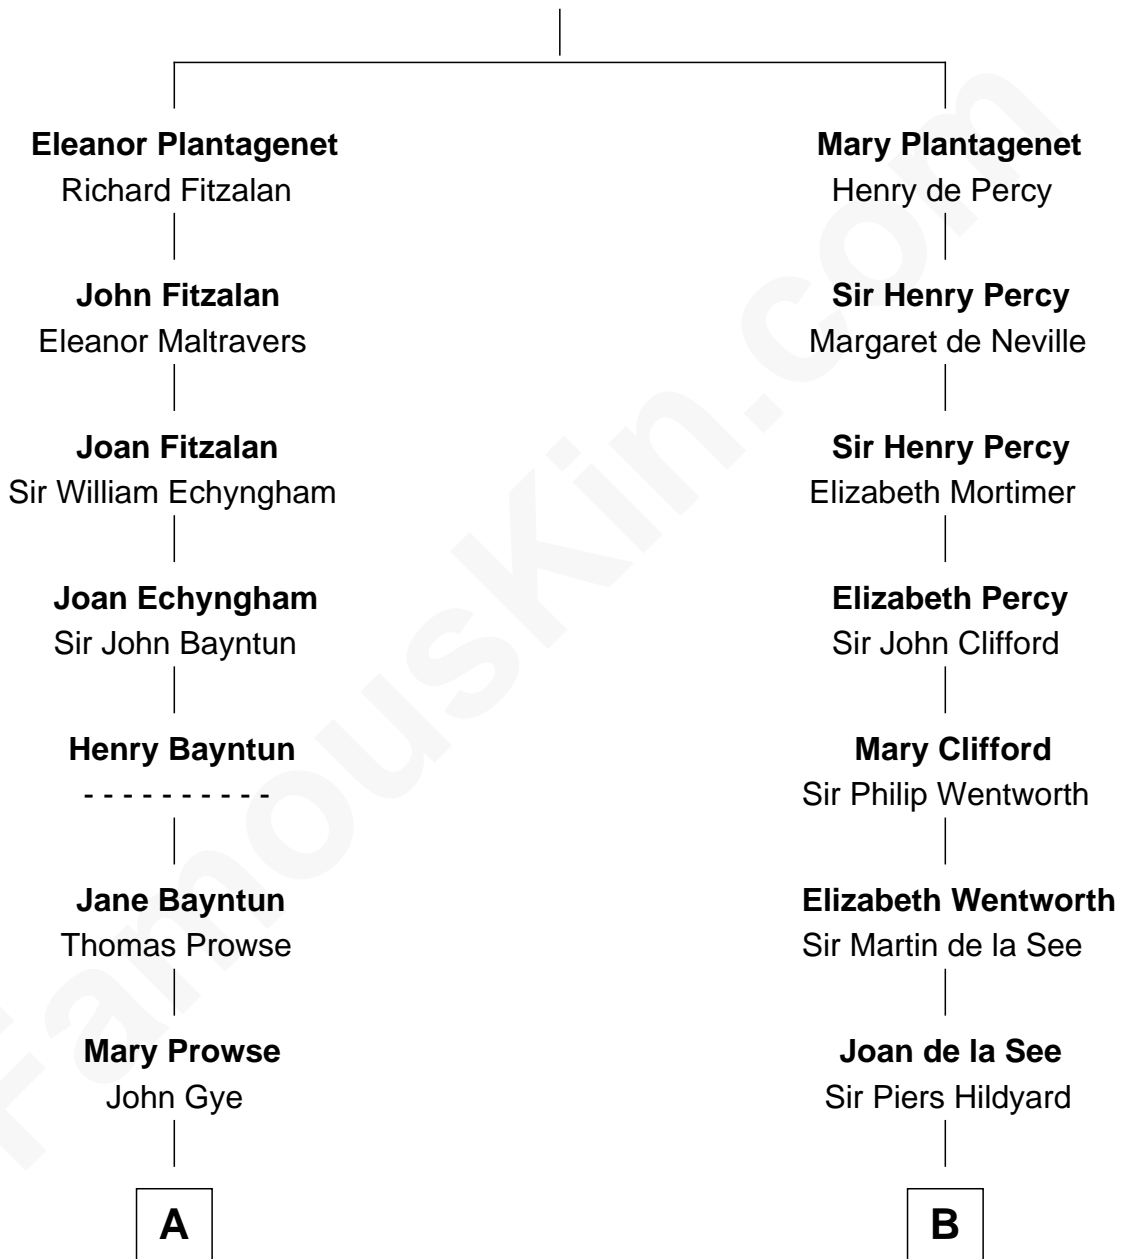 Eleanor Plantagenet
Richard Fitzalan
John Fitzalan
Eleanor Maltravers
Joan Fitzalan
Sir William Echyngham
Joan Echyngham
Sir John Bayntun
Henry Bayntun
- - - - - - - - - -
Jane Bayntun
Thomas Prowse
Mary Prowse
John Gye
A
Mary Plantagenet
Henry de Percy
Sir Henry Percy
Margaret de Neville
Sir Henry Percy
Elizabeth Mortimer
Elizabeth Percy
Sir John Clifford
Mary Clifford
Sir Philip Wentworth
Elizabeth Wentworth
Sir Martin de la See
Joan de la See
Sir Piers Hildyard
B
FamousKin.com